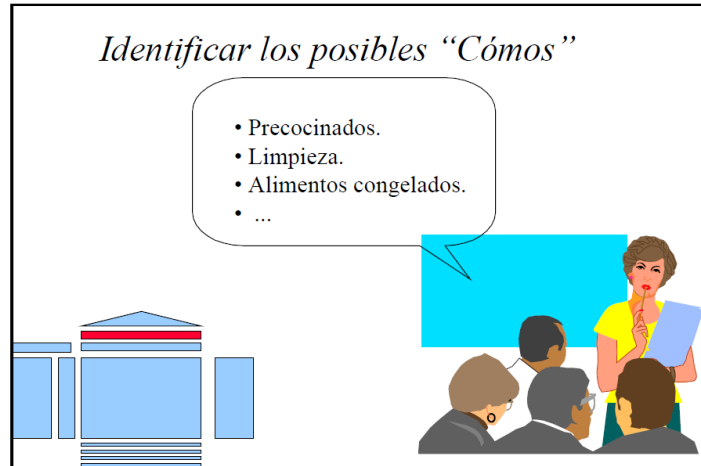 Identificar los posibles “Cómos”
• Precocinados.
• Limpieza.
• Alimentos congelados.
• ...